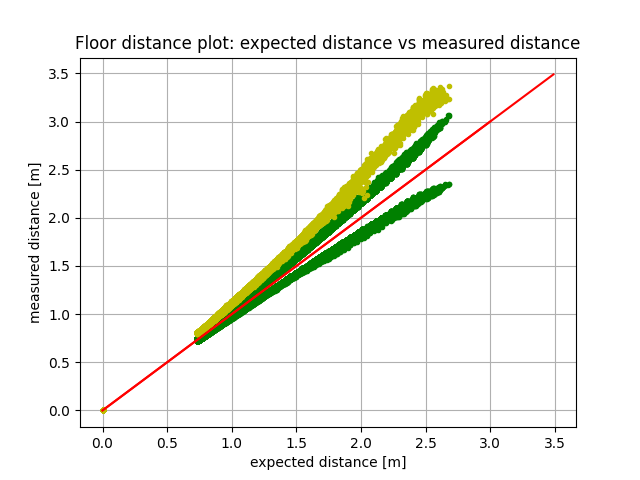 Floor distance plot: expected distance vs measured distance
measured distance [m]
3.5
3.0
2.5
2.0
1.5
1.0
0.5
0.0
0.0 0.5 1.0 1.5 2.0 2.5 3.0 3.5
expected distance [m]